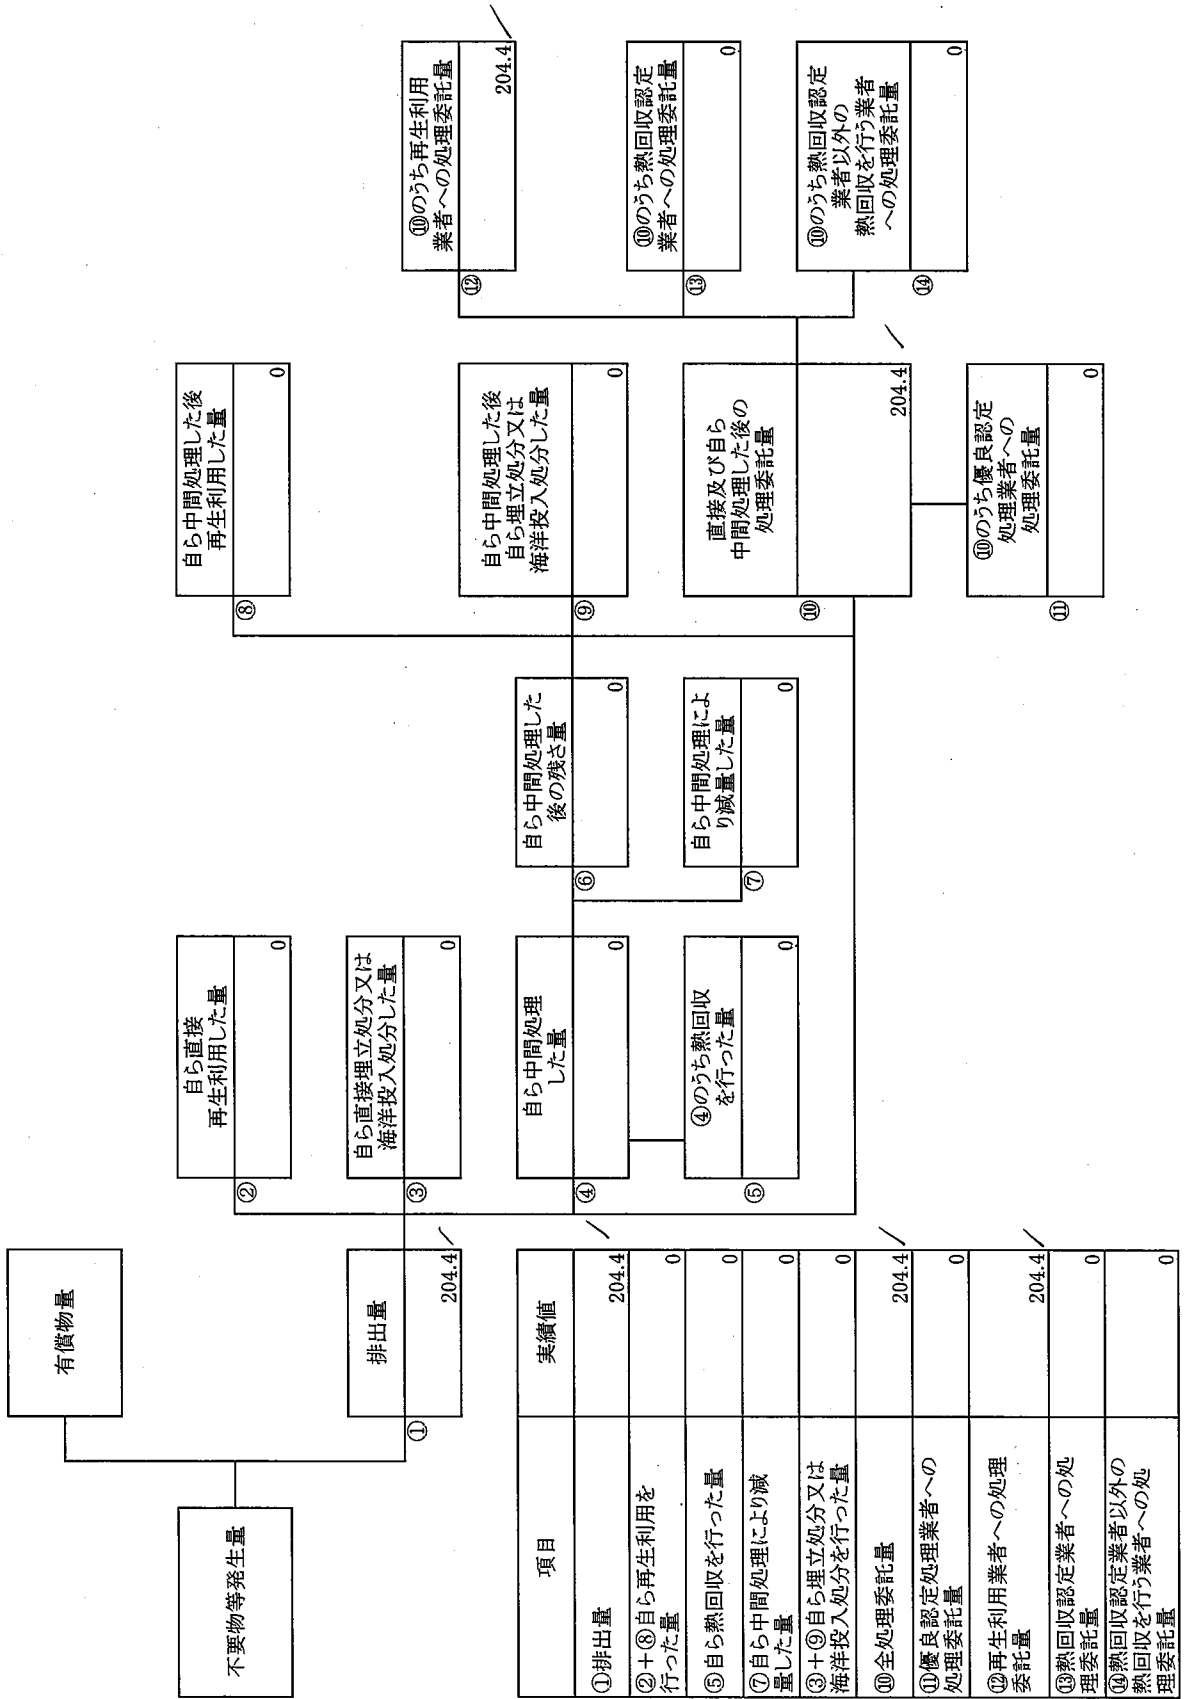 不要物等発生量
有償物量
①
排出量
204.4
②
自ら直接
再生利用した量
0
③
自ら直接埋立処分又は
海洋投入処分した量
0
④
自ら中間処理
した量
0
⑤
④のうち熱回収
を行った量
0
⑥
自ら中間処理した
後の残さ量
0
⑦
自ら中間処理によ
り減量した量
0
⑧
自ら中間処理した後
再生利用した量
0
⑨
自ら中間処理した後
自ら埋立処分又は
海洋投入処分した量
0
⑩
直接及び自ら
中間処理した後の
処理委託量
204.4
⑪
⑩のうち優良認定
処理業者への
処理委託量
0
⑫
⑩のうち再生利用
業者への処理委託量
204.4
⑬
⑩のうち熱回収認定
業者への処理委託量
0
⑭
⑩のうち熱回収認定
業者以外の
熱回収を行う業者
への処理委託量
0
項目 実績値
①排出量 204.4
②+⑧自ら再生利用を
行った量 0
⑤自ら熱回収を行った量 0
⑦自ら中間処理により減
量した量 0
③+⑨自ら埋立処分又は
海洋投入処分を行った量 0
⑩全処理委託量 204.4
⑪優良認定処理業者への
処理委託量 0
⑫再生利用業者への処理
委託量 204.4
⑬熱回収認定業者への処
理委託量 0
⑭熱回収認定業者以外の
熱回収を行う業者への処
理委託量 0